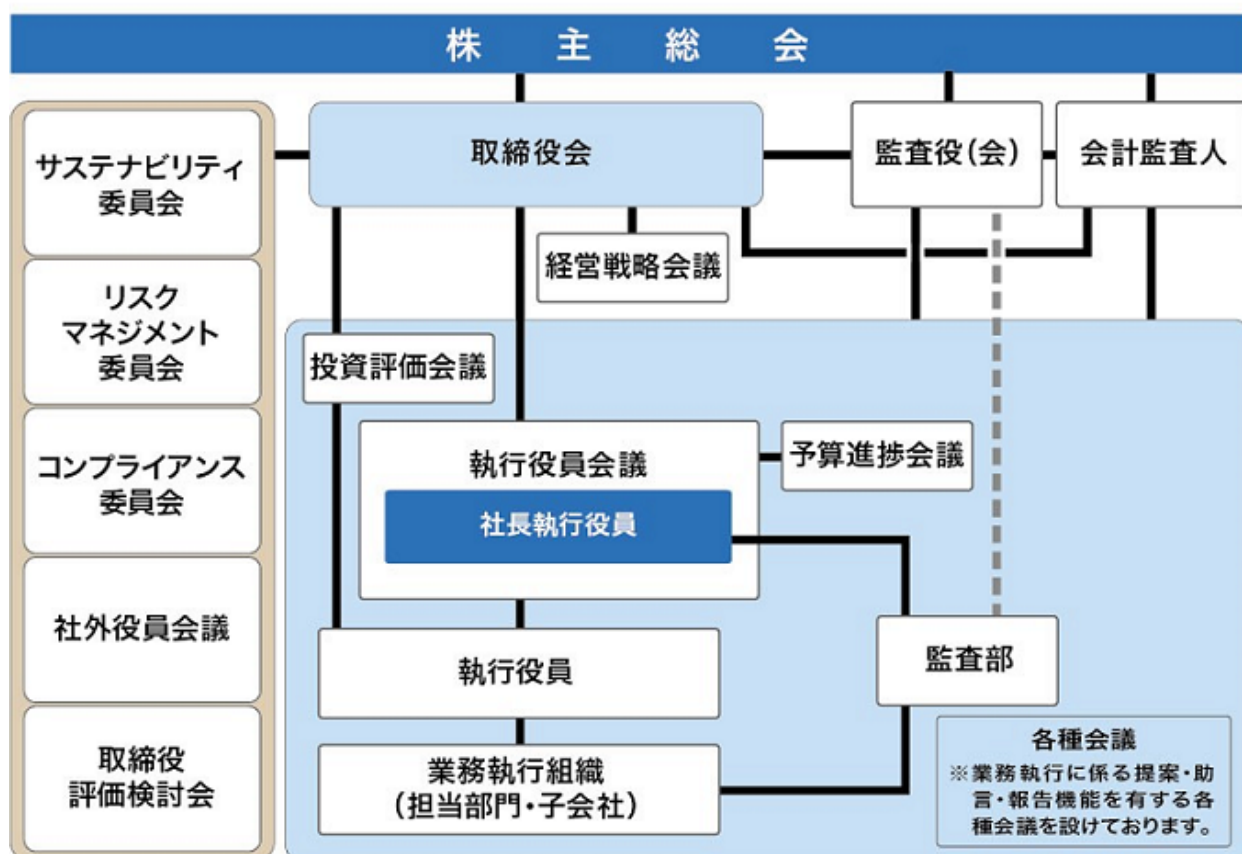 株主総会
サステナビリティ
委員会
リスク
マネジメント
委員会
コンプライアンス
委員会
社外役員会議
取締役
評価検討会
取締役会
監査役(会)
会計監査人
経営戦略会議
投資評価会議
執行役員会議
社長執行役員
予算進捗会議
執行役員
監査部
業務執行組織
(担当部門・子会社)
各種会議
※業務執行に係る提案・助
言・報告機能を有する各
種会議を設けております。